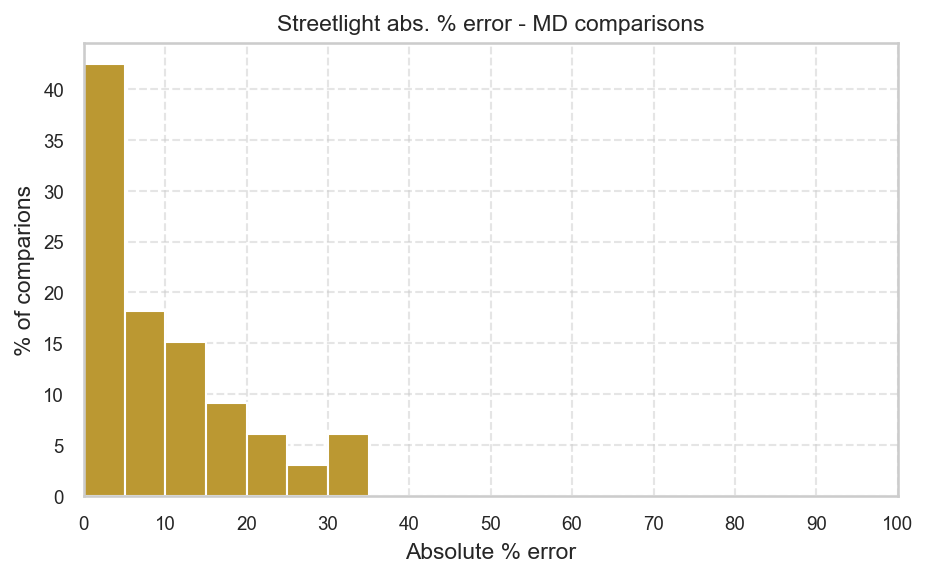 Streetlight abs. % error - MD comparisons
% of comparions
40
35
30
25
20
15
10
5
0
0 10 20 30 40 50 60 70 80 90 100
Absolute % error